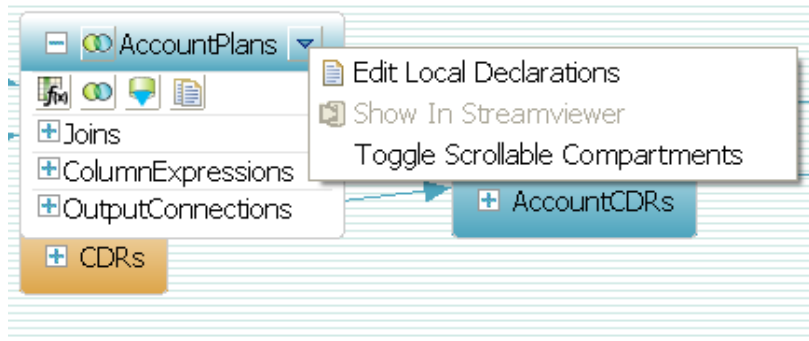 AccountPlans
Edit Local Declarations
Show In Streamviewer
Toggle Scrollable Compartments
f(x)
Joins
ColumnExpressions
OutputConnections
AccountCDRs
CDRs